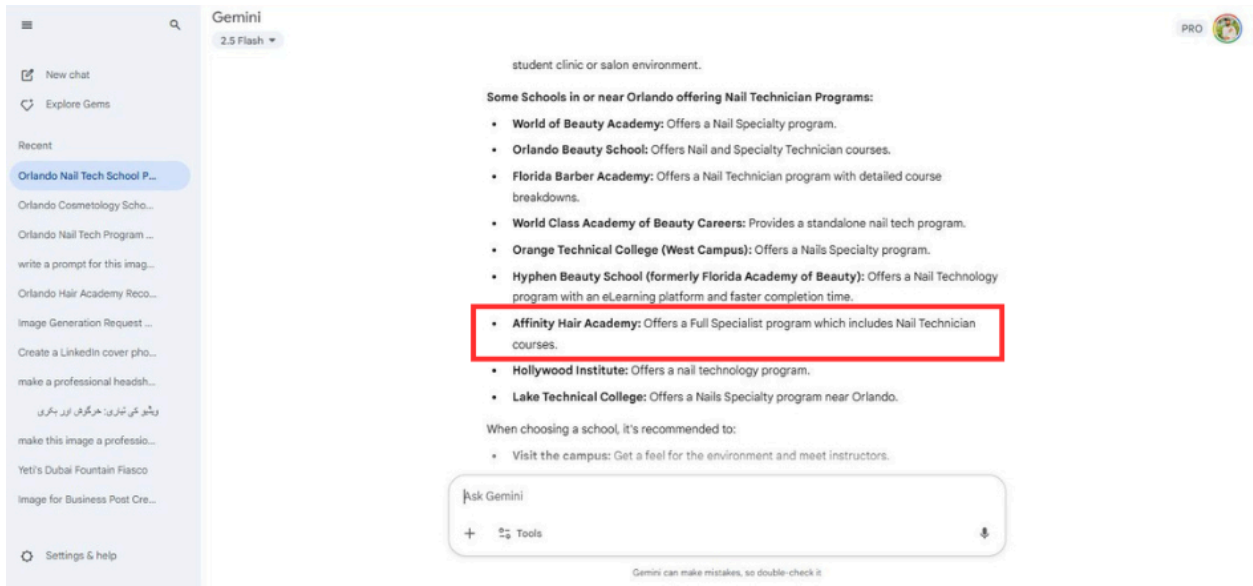 Gemini
2.5 Flash
PRO
New chat
Explore Gems
Recent
Orlando Nail Tech School P...
Orlando Cosmetology Scho...
Orlando Nail Tech Program ...
write a prompt for this imag...
Orlando Hair Academy Reco...
Image Generation Request ...
Create a LinkedIn cover pho...
make a professional headsh...
ویڈیو کی تیاری: خرگوش اور بکری
make this image a professio...
Yeti's Dubai Fountain Fiasco
Image for Business Post Cre...
Settings & help
student clinic or salon environment.
Some Schools in or near Orlando offering Nail Technician Programs:
• World of Beauty Academy: Offers a Nail Specialty program.
• Orlando Beauty School: Offers Nail and Specialty Technician courses.
• Florida Barber Academy: Offers a Nail Technician program with detailed course
breakdowns.
• World Class Academy of Beauty Careers: Provides a standalone nail tech program.
• Orange Technical College (West Campus): Offers a Nails Specialty program.
• Hyphen Beauty School (formerly Florida Academy of Beauty): Offers a Nail Technology
program with an eLearning platform and faster completion time.
• Affinity Hair Academy: Offers a Full Specialist program which includes Nail Technician
courses.
• Hollywood Institute: Offers a nail technology program.
• Lake Technical College: Offers a Nails Specialty program near Orlando.
When choosing a school, it's recommended to:
• Visit the campus: Get a feel for the environment and meet instructors.
Ask Gemini
Tools
Gemini can make mistakes, so double-check it